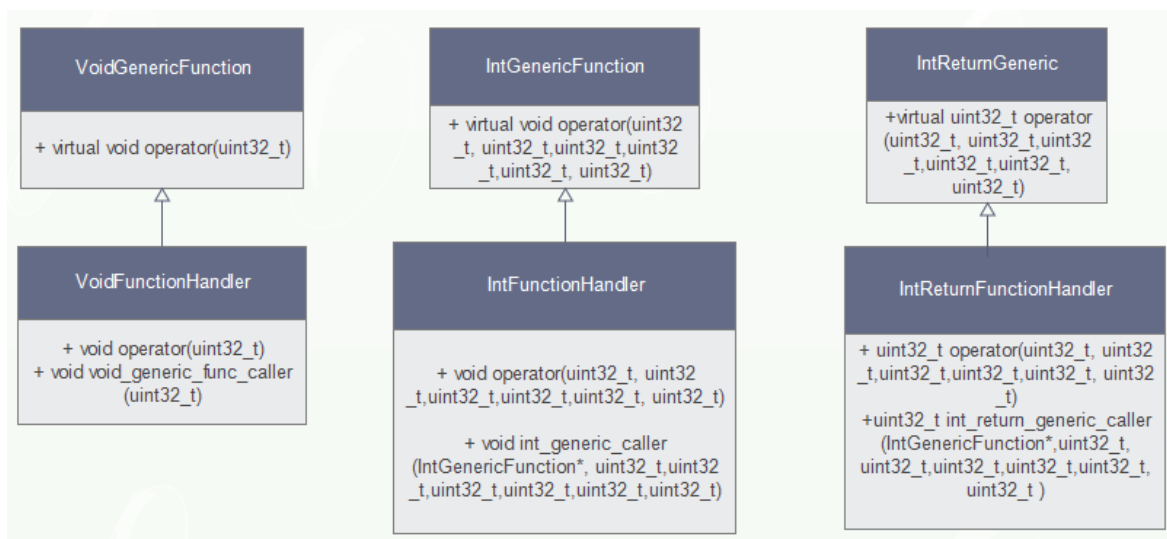 VoidGenericFunction
+ virtual void operator(uint32_t)
VoidFunctionHandler
+ void operator(uint32_t)
+ void void_generic_func_caller
(uint32_t)
IntGenericFunction
+ virtual void operator(uint32
_t, uint32_t,uint32_t,uint32
_t,uint32_t, uint32_t)
IntFunctionHandler
+ void operator(uint32_t, uint32
_t,uint32_t,uint32_t,uint32_t, uint32_t)
+ void int_generic_caller
(IntGenericFunction*, uint32_t,uint32
_t,uint32_t,uint32_t,uint32_t,uint32_t)
IntReturnGeneric
+virtual uint32_t operator
(uint32_t, uint32_t,uint32
_t,uint32_t,uint32_t,
uint32_t)
IntReturnFunctionHandler
+ uint32_t operator(uint32_t, uint32
_t,uint32_t,uint32_t,uint32_t, uint32
_t)
+uint32_t int_return_generic_caller
(IntGenericFunction*,uint32_t,
uint32_t,uint32_t,uint32_t,uint32_t,
uint32_t )